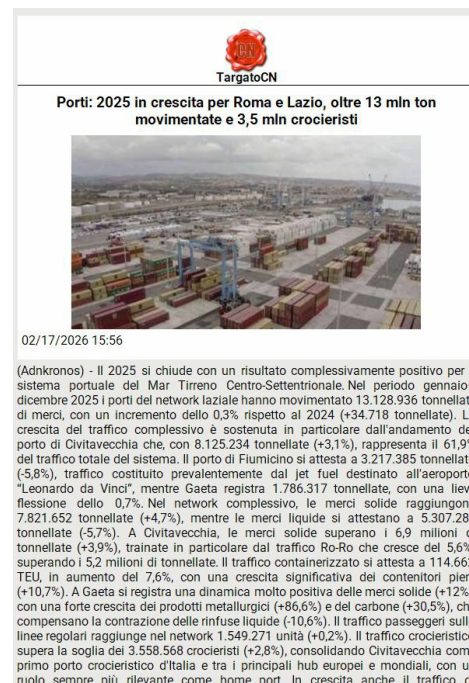 TargatoCN
Porti: 2025 in crescita per Roma e Lazio, oltre 13 mln ton
movimentate e 3,5 mln crocieristi
02/17/2026 15:56
(Adnkronos) - Il 2025 si chiude con un risultato complessivamente positivo per
sistema portuale del Mar Tirreno Centro-Settentrionale. Nel periodo gennaio
dicembre 2025 i porti del network laziale hanno movimentato 13.128.936 tonnellat
di merci, con un incremento dello 0,3% rispetto al 2024 (+34.718 tonnellate). L
crescita del traffico complessivo è sostenuta in particolare dall'andamento de
porto di Civitavecchia che, con 8.125.234 tonnellate (+3,1%), rappresenta il 61,9
del traffico totale del sistema. Il porto di Fiumicino si attesta a 3.217.385 tonnellat
(-5,8%), traffico costituito prevalentemente dal jet fuel destinato all'aeroporto
“Leonardo da Vinci”, mentre Gaeta registra 1.786.317 tonnellate, con una liev
flessione dello 0,7%. Nel network complessivo, le merci solide raggiungon
7.821.652 tonnellate (+4,7%), mentre le merci liquide si attestano a 5.307.28
tonnellate (-5,7%). A Civitavecchia, le merci solide superano i 6,9 milioni d
tonnellate (+3,9%), trainate in particolare dal traffico Ro-Ro che cresce del 5,6%
superando i 5,2 milioni di tonnellate. Il traffico containerizzato si attesta a 114.66
TEU, in aumento del 7,6%, con una crescita significativa dei contenitori pien
(+10,7%). A Gaeta si registra una dinamica molto positiva delle merci solide (+12%
con una forte crescita dei prodotti metallurgici (+86,6%) e del carbone (+30,5%), ch
compensano la contrazione delle rinfuse liquide (-10,6%). Il traffico passeggeri sull
linee regolari raggiunge nel network 1.549.271 unità (+0,2%). Il traffico crocieristic
supera la soglia dei 3.558.568 crocieristi (+2,8%), consolidando Civitavecchia com
primo porto crocieristico d'Italia e tra i principali hub europei e mondiali, con u
ruolo sempre più rilevante come home port. In crescita anche il traffico d